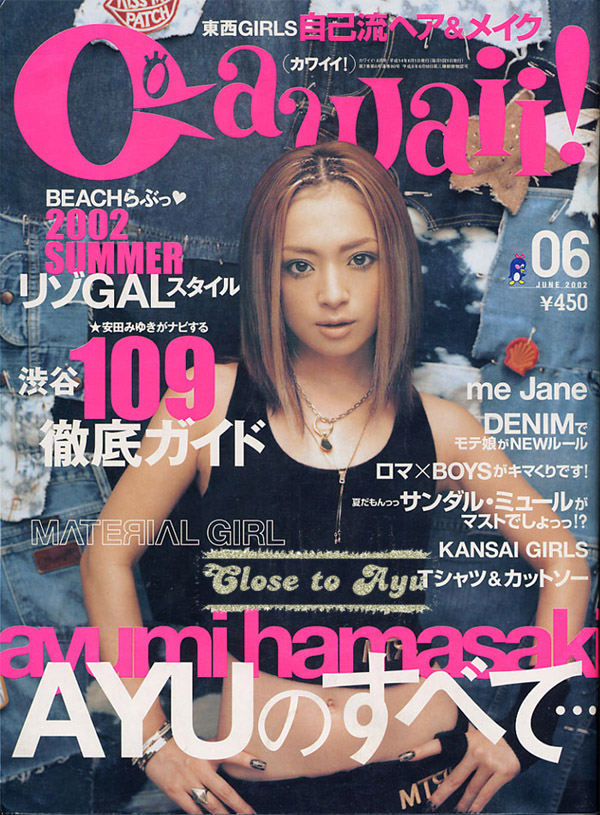 KISS MY
PATCH
東西GIRLS自己流ヘア&メイク
Cawaii!
(カワイイ!)
BEACHらぶっ♥
2002
SUMMER
リゾGALスタイル
06
JUNE 2002
¥450
★安田みゆきがナビする
渋谷109
徹底ガイド
me Jane
DENIMで
モテ娘がNEWルール
ロマ×BOYSがキマくりです!
夏だもんっっサンダル・ミュールが
マストでしょっっ!?
KANSAI GIRLS
Tシャツ&カットソー
MATERIAL GIRL
Close to Ayu
ayumi hamasaki
AYUのすべて…